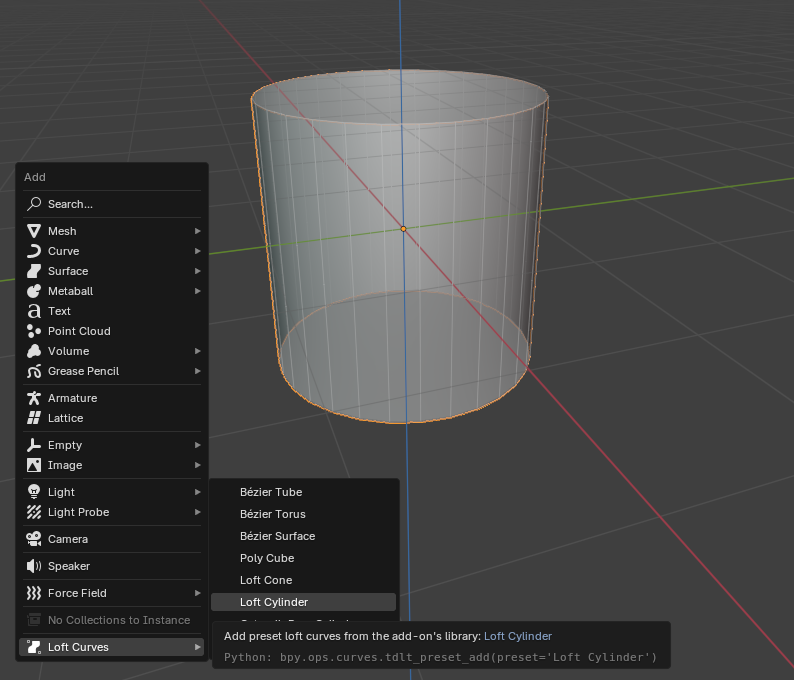 Add
Search...
Mesh
Curve
Surface
Metaball
Text
Point Cloud
Volume
Grease Pencil
Armature
Lattice
Empty
Image
Light
Light Probe
Camera
Speaker
Force Field
No Collections to Instance
Loft Curves
Bézier Tube
Bézier Torus
Bézier Surface
Poly Cube
Loft Cone
Loft Cylinder
Add preset loft curves from the add-on's library: Loft Cylinder
Python: bpy.ops.curves.tdlt_preset_add(preset='Loft Cylinder')